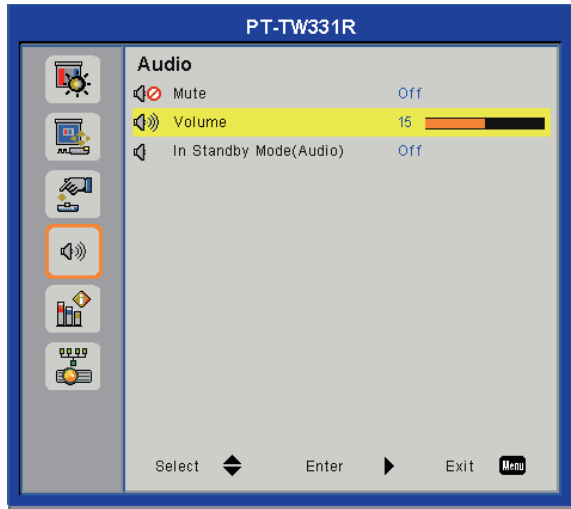 PT-TW331R
Audio
Mute Off
Volume 15
In Standby Mode(Audio) Off
Select Enter Exit Menu